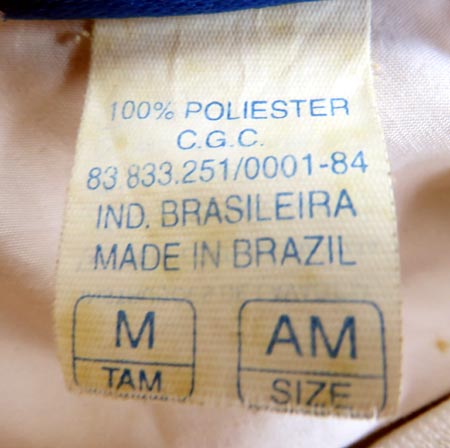 100% POLIESTER
C.G.C.
83 833.251/0001-84
IND. BRASILEIRA
MADE IN BRAZIL
M AM
TAM SIZE